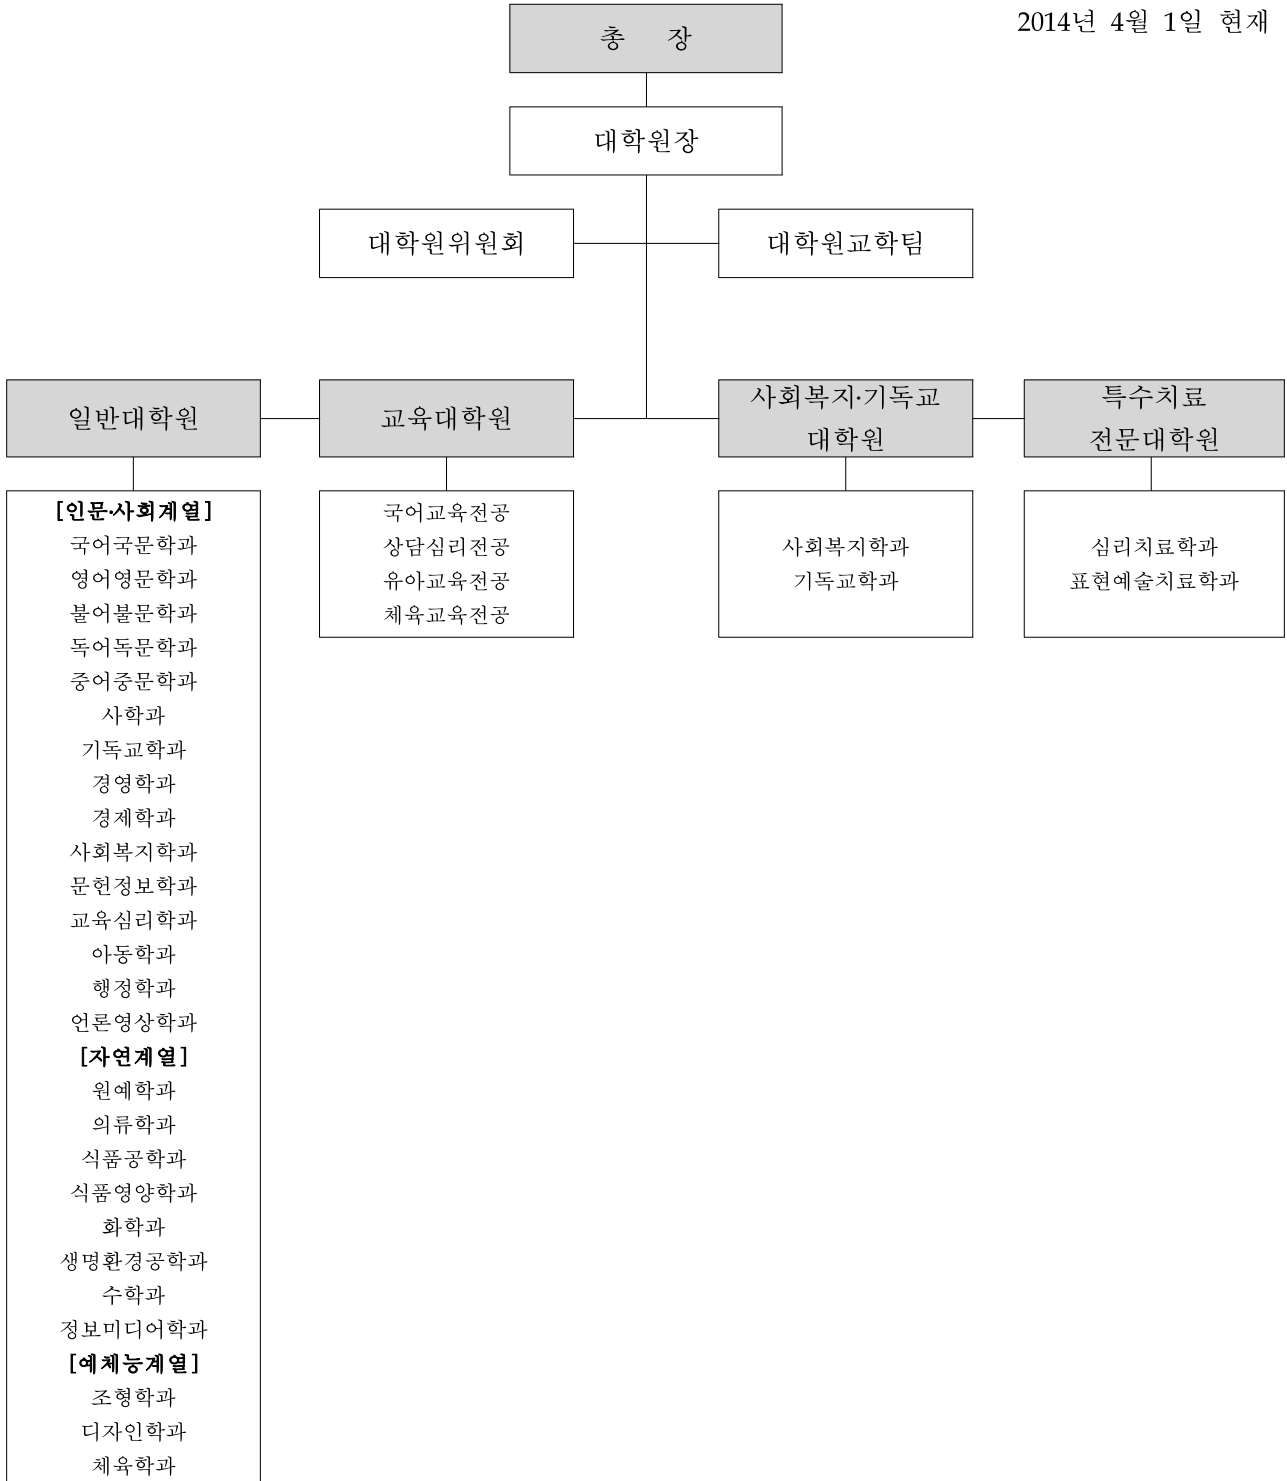 2014년 4월 1일 현재
총 장
대학원장
대학원위원회
대학원교학팀
일반대학원
교육대학원
사회복지·기독교
대학원
특수치료
전문대학원
[인문·사회계열]
국어국문학과
영어영문학과
불어불문학과
독어독문학과
중어중문학과
사학과
기독교학과
경영학과
경제학과
사회복지학과
문헌정보학과
교육심리학과
아동학과
행정학과
언론영상학과
[자연계열]
원예학과
의류학과
식품공학과
식품영양학과
화학과
생명환경공학과
수학과
정보미디어학과
[예체능계열]
조형학과
디자인학과
체육학과
국어교육전공
상담심리전공
유아교육전공
체육교육전공
사회복지학과
기독교학과
심리치료학과
표현예술치료학과